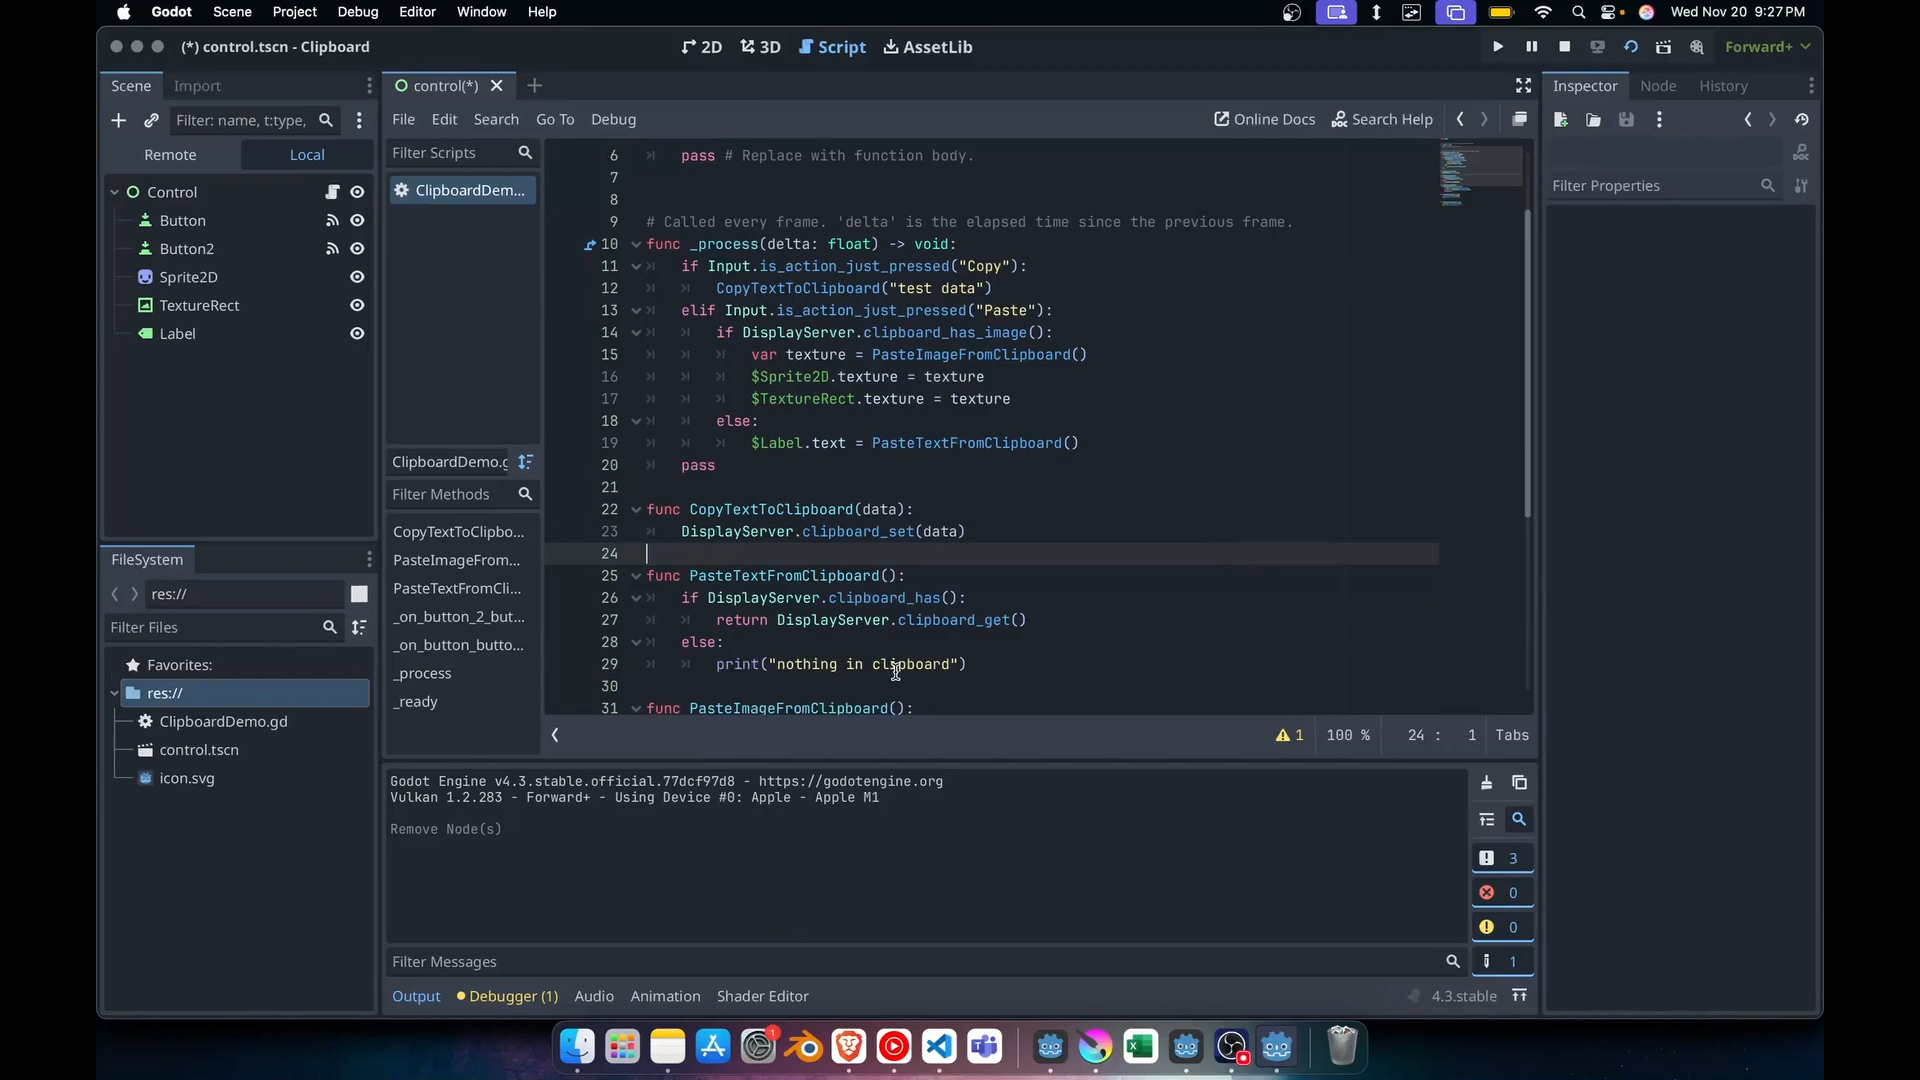 Godot Scene Project Debug Editor Window Help
Wed Nov 20 9:27 PM
(*) control.tscn - Clipboard
2D 3D Script AssetLib
Forward+
Scene Import
control(*)
Inspector Node History
Filter: name, t:type,
File Edit Search Go To Debug
Online Docs Search Help
Remote Local
Filter Scripts
Filter Properties
Control
Button
Button2
Sprite2D
TextureRect
Label
ClipboardDem...
ClipboardDemo.g
Filter Methods
CopyTextToClipbo...
PasteImageFrom...
PasteTextFromCli...
_on_button_2_but...
_on_button_butto...
_process
_ready
6 pass # Replace with function body.
7
8
9 # Called every frame. 'delta' is the elapsed time since the previous frame.
10 func _process(delta: float) -> void:
11 if Input.is_action_just_pressed("Copy"):
12 CopyTextToClipboard("test data")
13 elif Input.is_action_just_pressed("Paste"):
14 if DisplayServer.clipboard_has_image():
15 var texture = PasteImageFromClipboard()
16 $Sprite2D.texture = texture
17 $TextureRect.texture = texture
18 else:
19 $Label.text = PasteTextFromClipboard()
20 pass
21
22 func CopyTextToClipboard(data):
23 DisplayServer.clipboard_set(data)
24
25 func PasteTextFromClipboard():
26 if DisplayServer.clipboard_has():
27 return DisplayServer.clipboard_get()
28 else:
29 print("nothing in clipboard")
30
31 func PasteImageFromClipboard():
1 100 % 24 : 1 Tabs
FileSystem
res://
Filter Files
Favorites:
res://
ClipboardDemo.gd
control.tscn
icon.svg
Godot Engine v4.3.stable.official.77dcf97d8 - https://godotengine.org
Vulkan 1.2.283 - Forward+ - Using Device #0: Apple - Apple M1
Remove Node(s)
3
0
0
1
Filter Messages
Output Debugger (1) Audio Animation Shader Editor
4.3.stable
1